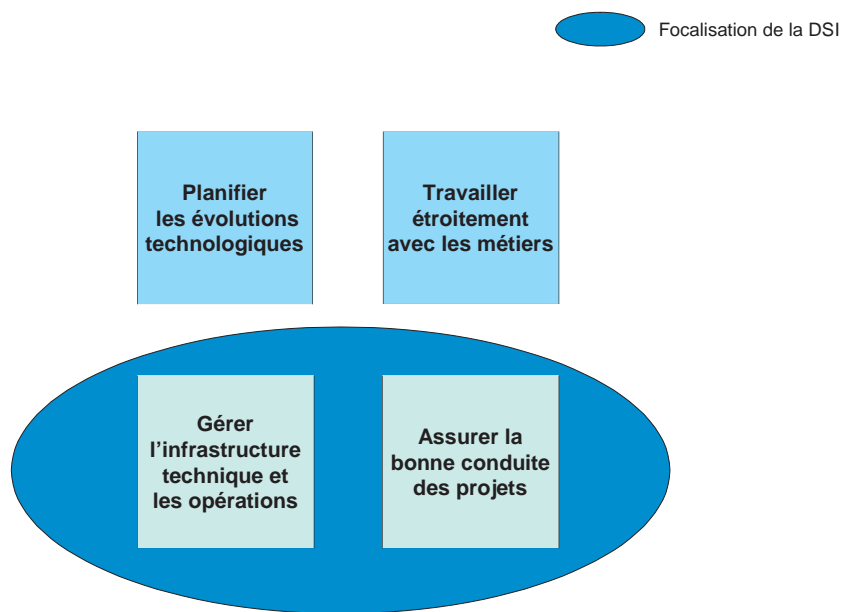 Focalisation de la DSI
Planifier
les évolutions
technologiques
Travailler
étroitement
avec les métiers
Gérer
l’infrastructure
technique et
les opérations
Assurer la
bonne conduite
des projets